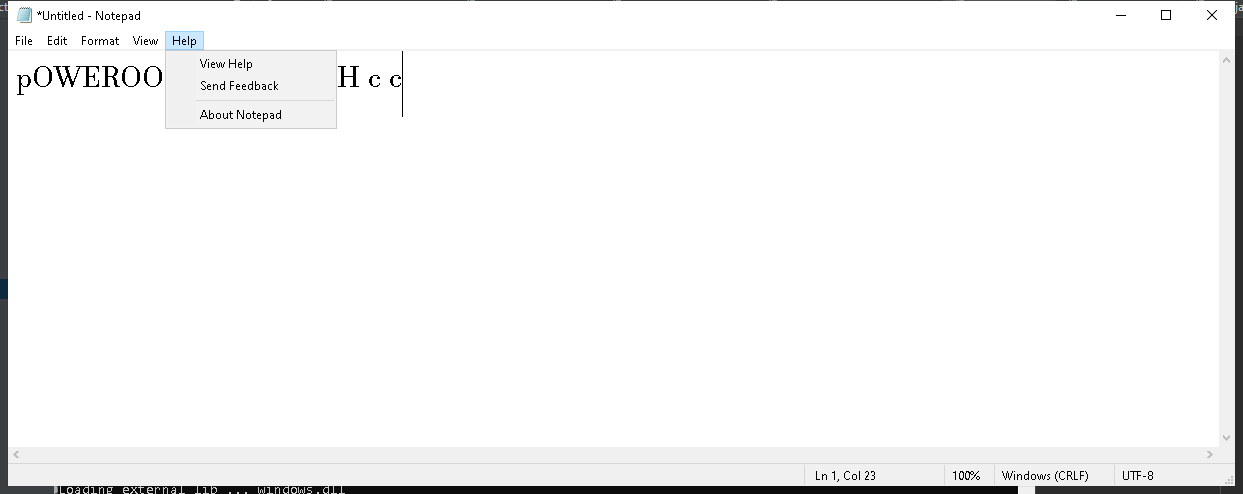 *Untitled - Notepad
File Edit Format View Help
View Help
Send Feedback
About Notepad
pOWEROO H c c
Ln 1, Col 23 100% Windows (CRLF) UTF-8
Loading external lib ... windows.dll